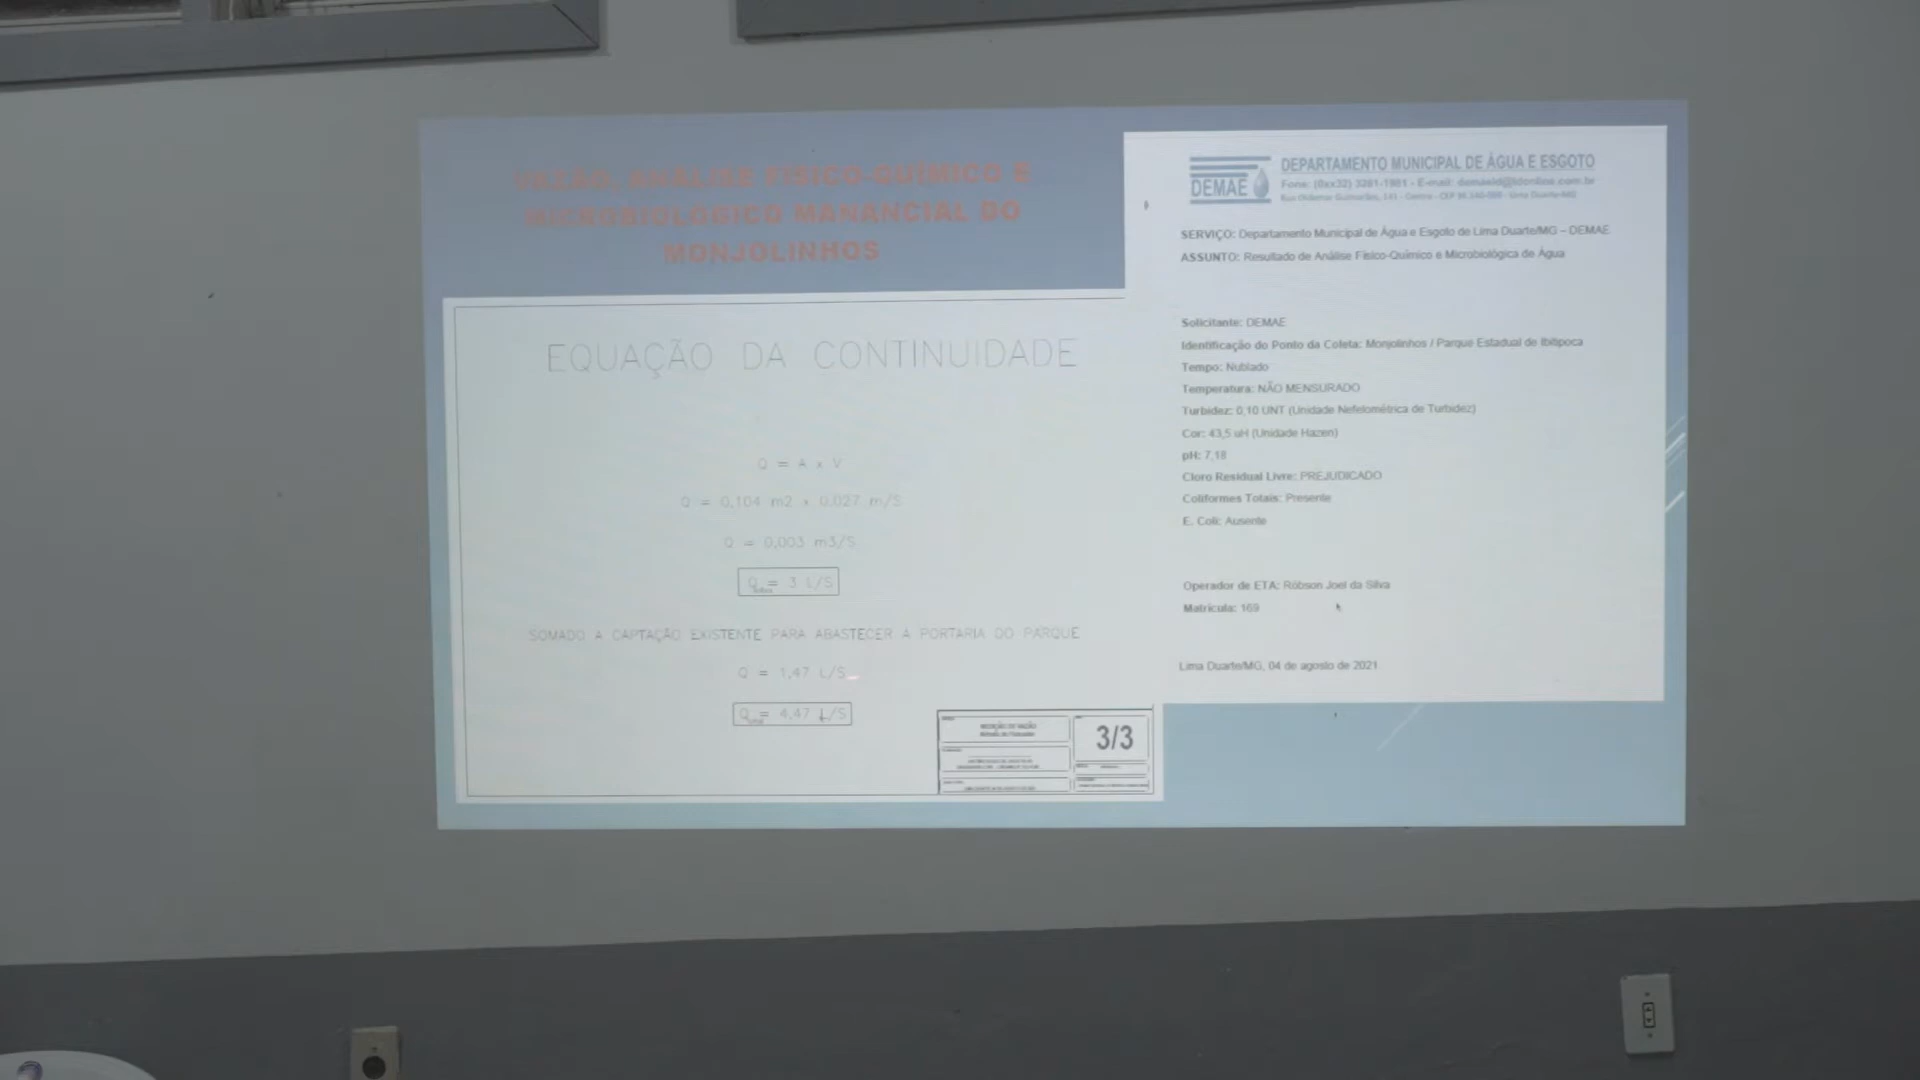 VAZÃO, ANÁLISE FÍSICO-QUÍMICO E
MICROBIOLÓGICO MANANCIAL DO
MONJOLINHOS
EQUAÇÃO DA CONTINUIDADE
Q = A x V
Q = 0,104 m2 x 0,027 m/S
Q = 0,003 m3/S
Q = 3 L/S
SOMADO A CAPTAÇÃO EXISTENTE PARA ABASTECER A PORTARIA DO PARQUE
Q = 1,47 L/S
Q = 4,47 L/S
3/3
DEMAE
DEPARTAMENTO MUNICIPAL DE ÁGUA E ESGOTO
Fone: (0xx32) 3281-1981 - E-mail:
SERVIÇO: Departamento Municipal de Água e Esgoto de Lima Duarte/MG – DEMAE
ASSUNTO: Resultado de Análise Físico-Químico e Microbiológica de Água
Solicitante: DEMAE
Identificação do Ponto da Coleta: Monjolinhos / Parque Estadual de Ibitipoca
Tempo: Nublado
Temperatura: NÃO MENSURADO
Turbidez: 0,10 UNT (Unidade Nefelométrica de Turbidez)
Cor: 43,5 uH (Unidade Hazen)
pH: 7,18
Cloro Residual Livre: PREJUDICADO
Coliformes Totais: Presente
E. Coli: Ausente
Operador de ETA: Robson Joel da Silva
Matrícula: 169
Lima Duarte/MG, 04 de agosto de 2021